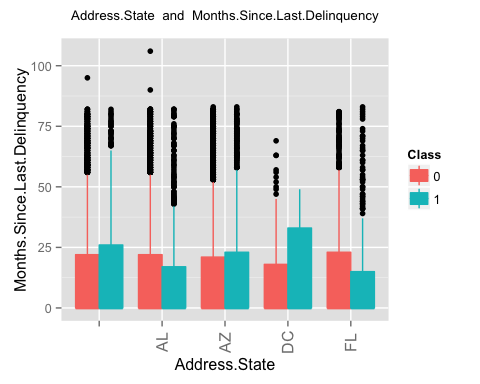 Address.State and Months.Since.Last.Delinquency
Months.Since.Last.Delinquency
100
75
50
25
0
AL
AZ
DC
FL
Address.State
Class
0
1